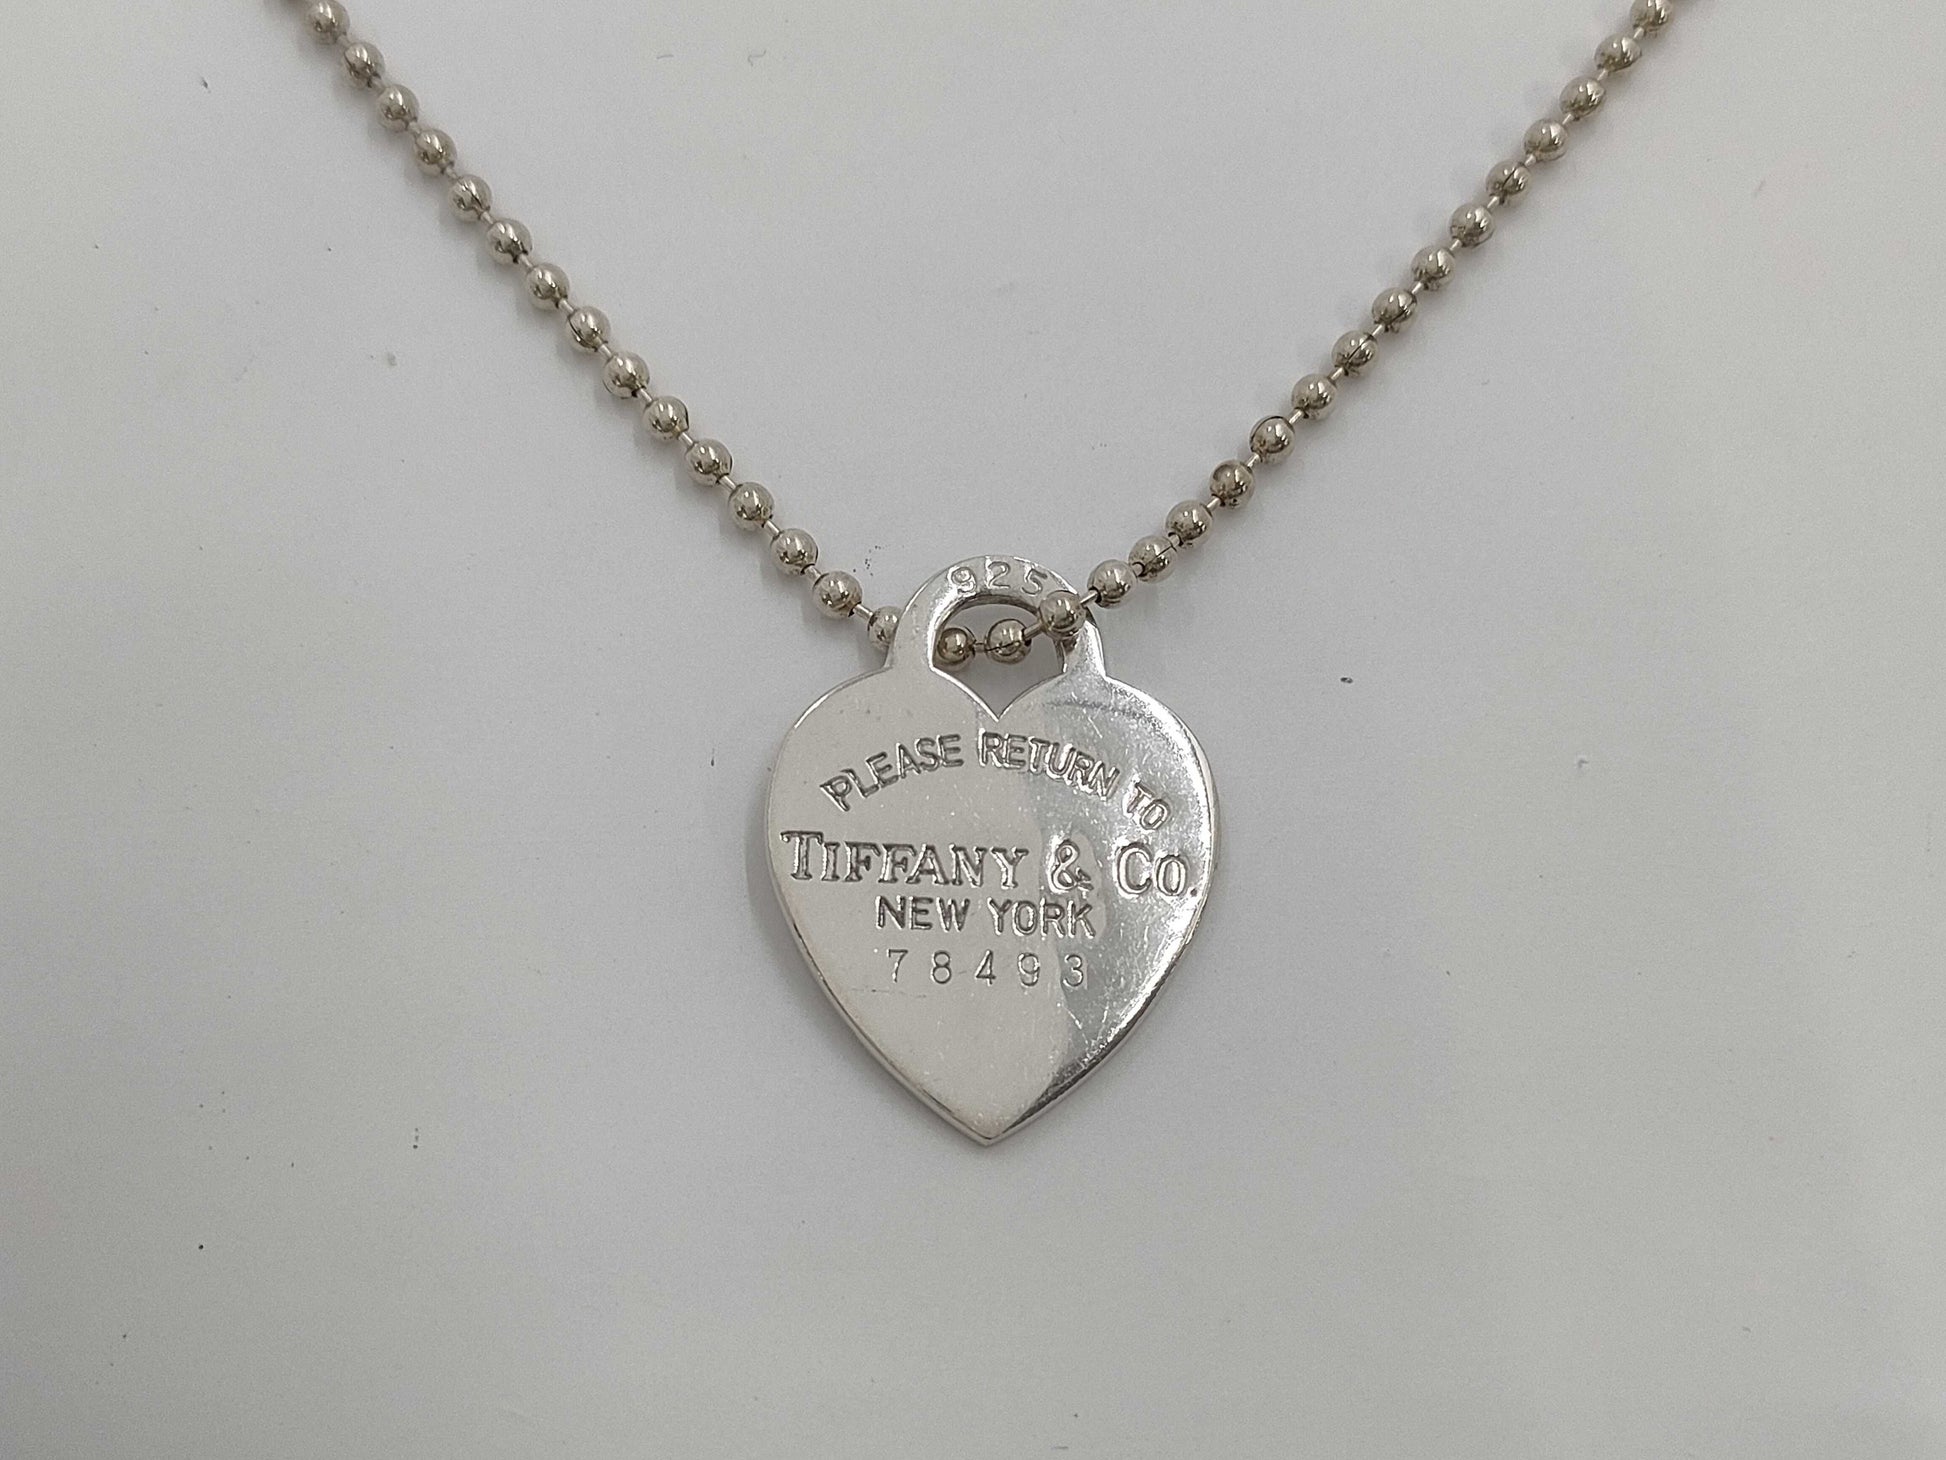 925
PLEASE RETURN TO
TIFFANY & CO.
NEW YORK
78493